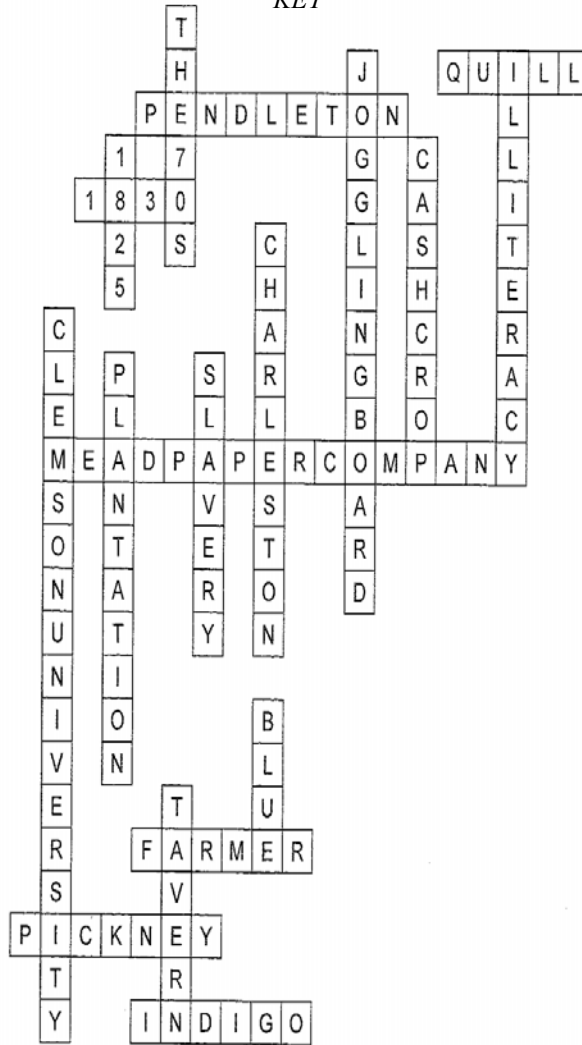 KEY
THE70S
JOGGLINGBOARD
QUILL
ILLITERACY
PENDLETON
1825
CASHCROP
1830
CHARLESTON
CLEMSONUNIVERSITY
PLANTATION
SLAVERY
MEADPAPERCOMPANY
BLUE
TAVERN
FARMER
PICKNEY
INDIGO